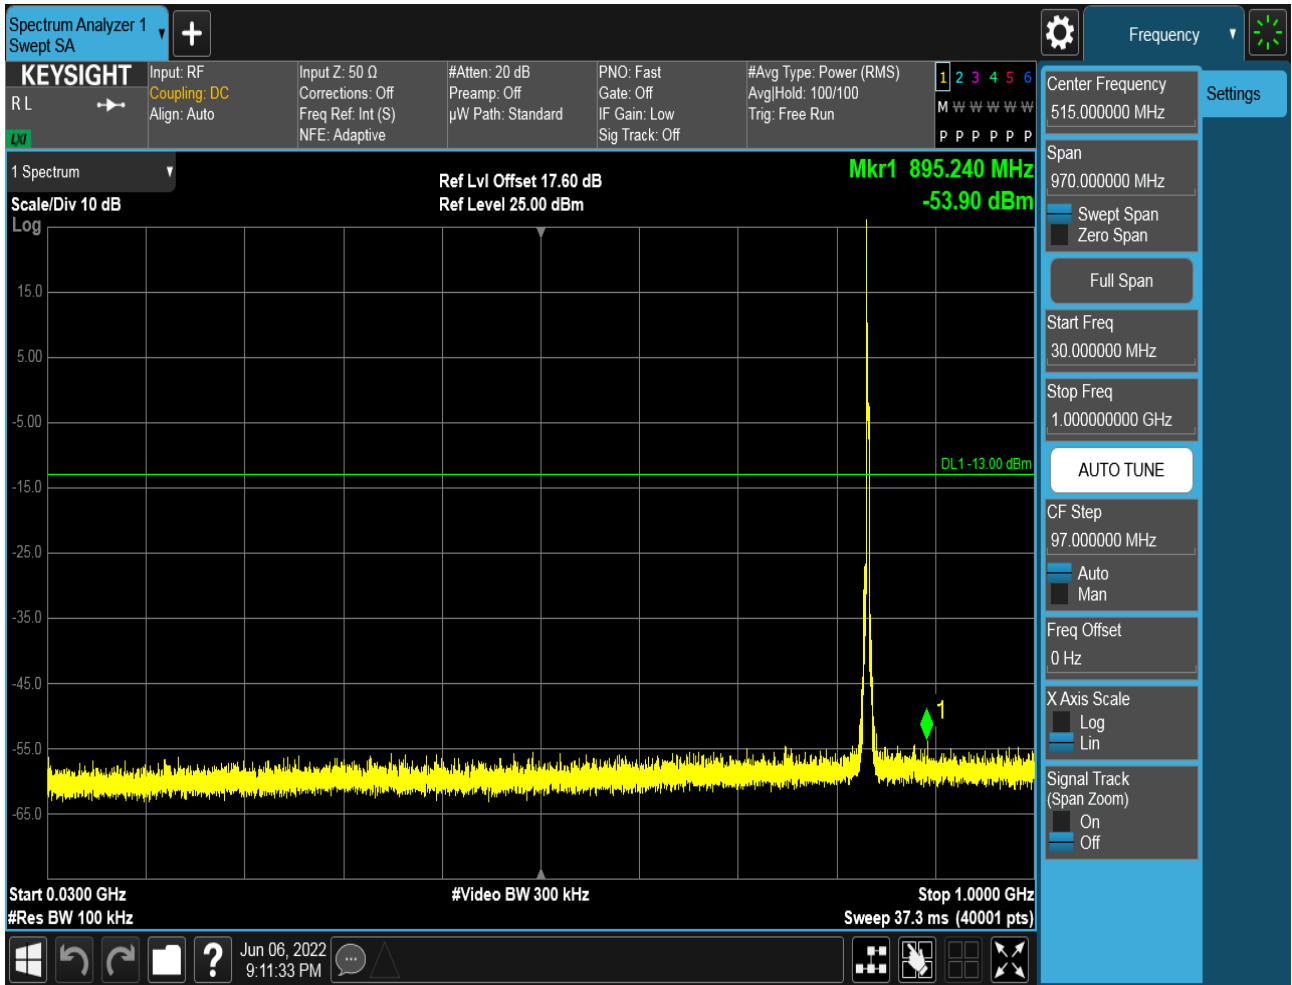 Spectrum Analyzer 1
Swept SA
+
Frequency
KEYSIGHT
R L
LXI
Input: RF
Coupling: DC
Align: Auto
Input Z: 50 Ω
Corrections: Off
Freq Ref: Int (S)
NFE: Adaptive
#Atten: 20 dB
Preamp: Off
µW Path: Standard
PNO: Fast
Gate: Off
IF Gain: Low
Sig Track: Off
#Avg Type: Power (RMS)
Avg|Hold: 100/100
Trig: Free Run
1 2 3 4 5 6
M W W W W W
P P P P P P
1 Spectrum
Scale/Div 10 dB
Log
Ref Lvl Offset 17.60 dB
Ref Level 25.00 dBm
Mkr1 895.240 MHz
-53.90 dBm
15.0
5.00
-5.00
-15.0
-25.0
-35.0
-45.0
-55.0
-65.0
DL1 -13.00 dBm
1
Start 0.0300 GHz
#Res BW 100 kHz
#Video BW 300 kHz
Stop 1.0000 GHz
Sweep 37.3 ms (40001 pts)
Center Frequency
515.000000 MHz
Span
970.000000 MHz
Swept Span
Zero Span
Full Span
Start Freq
30.000000 MHz
Stop Freq
1.000000000 GHz
AUTO TUNE
CF Step
97.000000 MHz
Auto
Man
Freq Offset
0 Hz
X Axis Scale
Log
Lin
Signal Track
(Span Zoom)
On
Off
Settings
?
Jun 06, 2022
9:11:33 PM